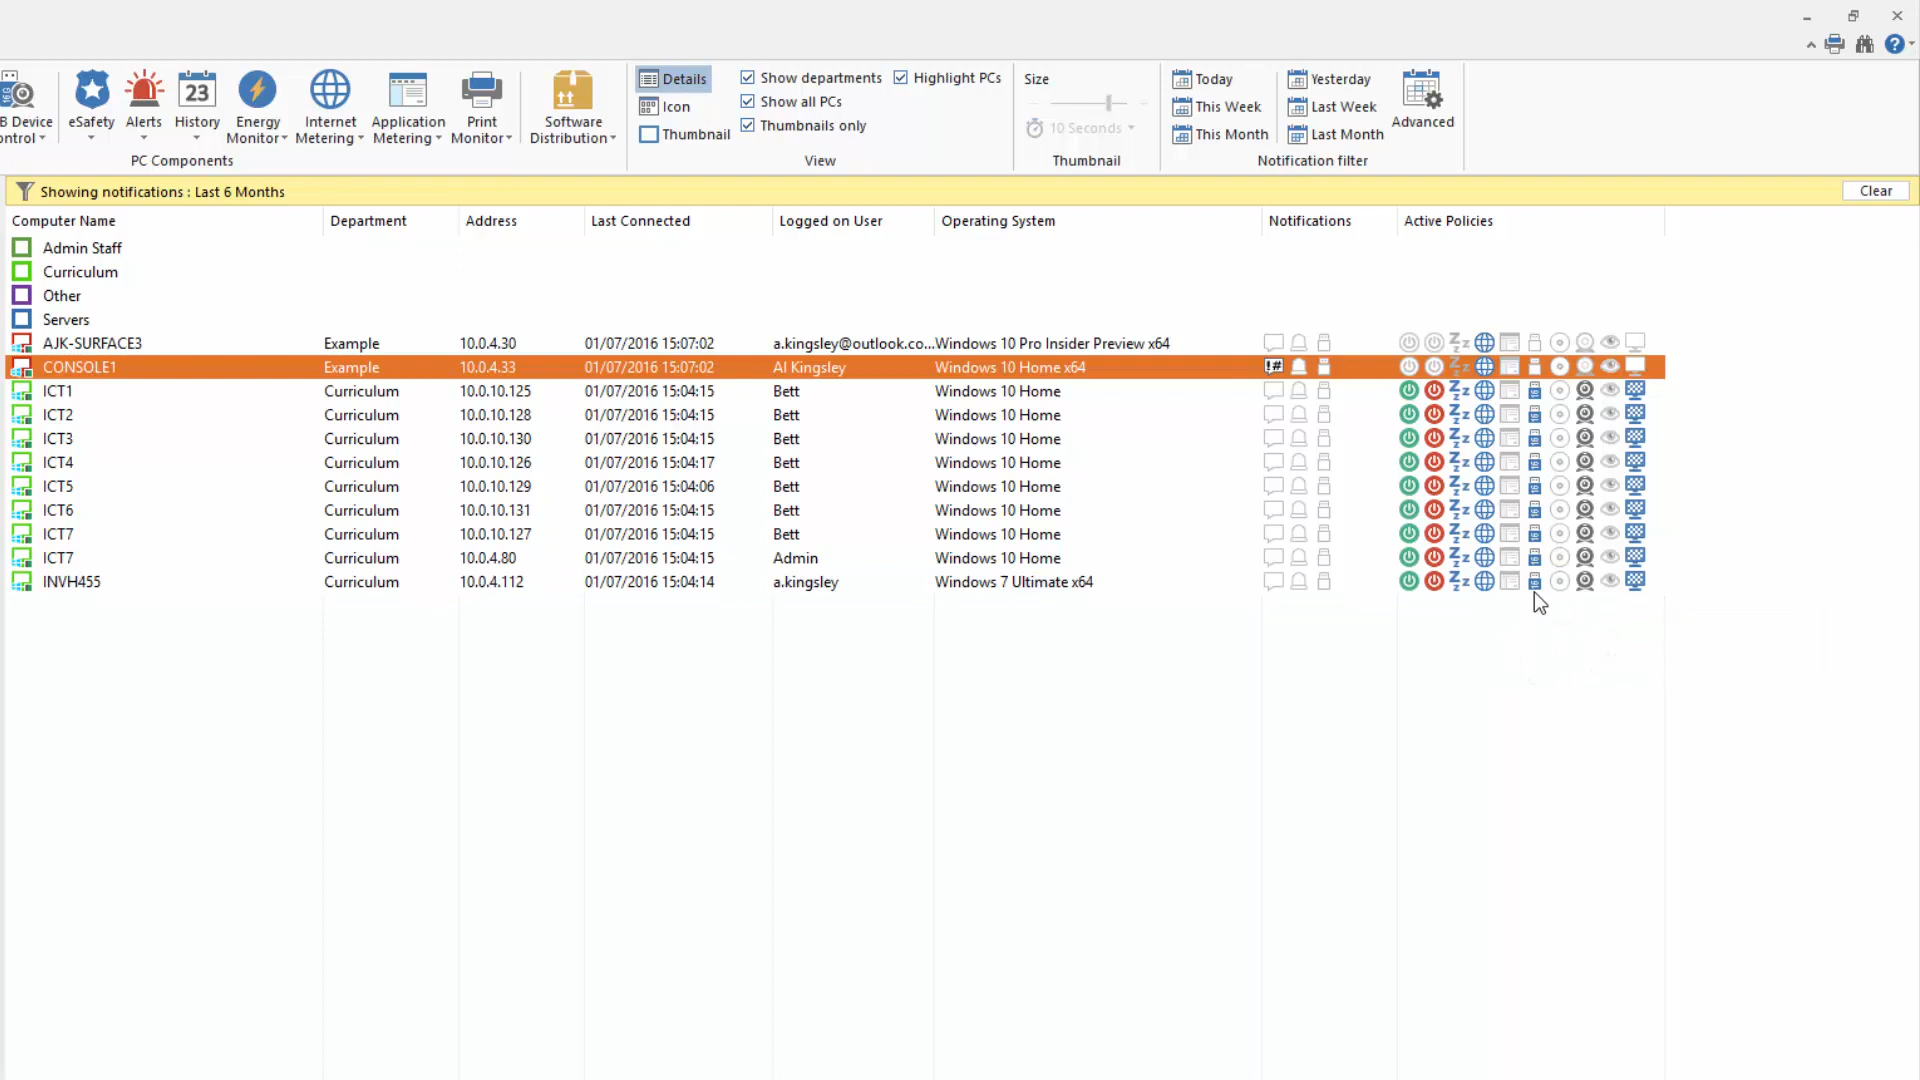 B Device
ontrol
eSafety
Alerts
23
History
Energy
Monitor
Internet
Metering
Application
Metering
Print
Monitor
PC Components
Software
Distribution
Details
Icon
Thumbnail
Show departments
Highlight PCs
Show all PCs
Thumbnails only
View
Size
10 Seconds
Thumbnail
Today
Yesterday
This Week
Last Week
This Month
Last Month
Advanced
Notification filter
Showing notifications : Last 6 Months
Clear
Computer Name Department Address Last Connected Logged on User Operating System Notifications Active Policies
Admin Staff
Curriculum
Other
Servers
AJK-SURFACE3 Example 10.0.4.30 01/07/2016 15:07:02 a.kingsley@outlook.co... Windows 10 Pro Insider Preview x64
CONSOLE1 Example 10.0.4.33 01/07/2016 15:07:02 Al Kingsley Windows 10 Home x64 !#
ICT1 Curriculum 10.0.10.125 01/07/2016 15:04:15 Bett Windows 10 Home
ICT2 Curriculum 10.0.10.128 01/07/2016 15:04:15 Bett Windows 10 Home
ICT3 Curriculum 10.0.10.130 01/07/2016 15:04:15 Bett Windows 10 Home
ICT4 Curriculum 10.0.10.126 01/07/2016 15:04:17 Bett Windows 10 Home
ICT5 Curriculum 10.0.10.129 01/07/2016 15:04:06 Bett Windows 10 Home
ICT6 Curriculum 10.0.10.131 01/07/2016 15:04:15 Bett Windows 10 Home
ICT7 Curriculum 10.0.10.127 01/07/2016 15:04:15 Bett Windows 10 Home
ICT7 Curriculum 10.0.4.80 01/07/2016 15:04:15 Admin Windows 10 Home
INVH455 Curriculum 10.0.4.112 01/07/2016 15:04:14 a.kingsley Windows 7 Ultimate x64